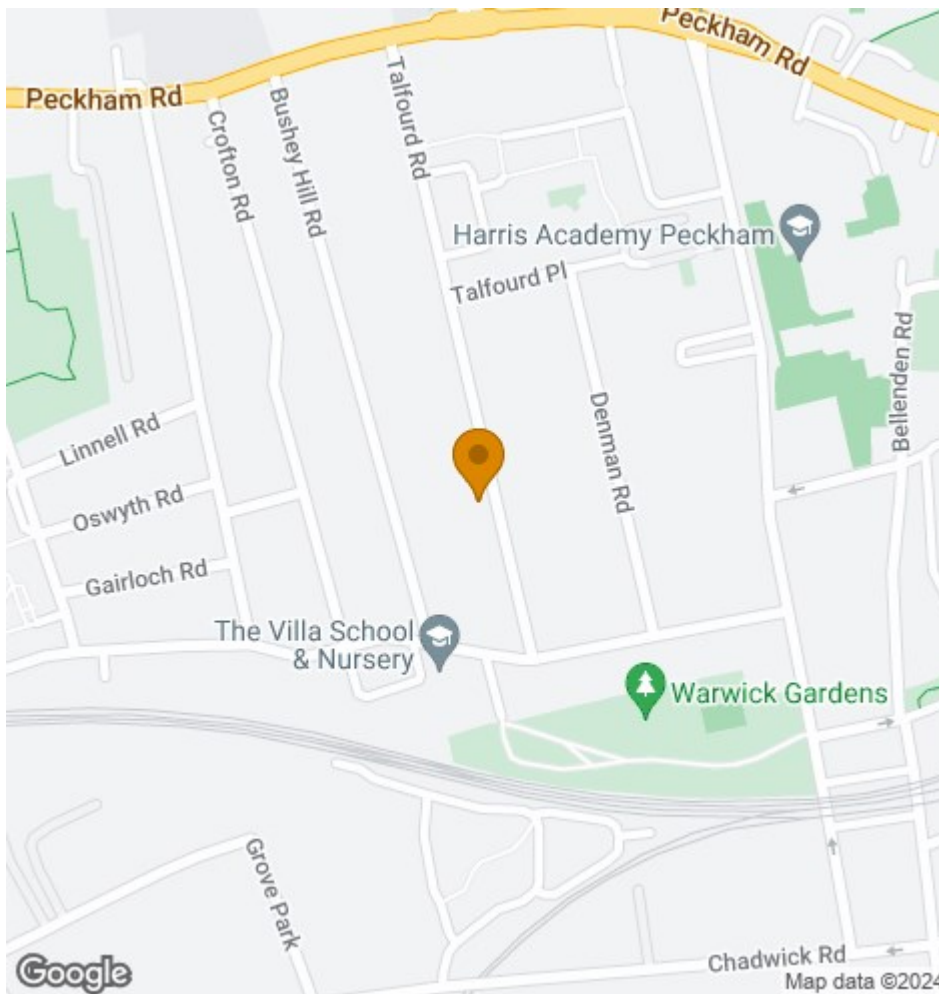 Peckham Rd
Peckham Rd
Talfourd Rd
Bushey Hill Rd
Crofton Rd
Harris Academy Peckham
Talfourd Pl
Bellenden Rd
Denman Rd
Linnell Rd
Oswyth Rd
Gairloch Rd
The Villa School
& Nursery
Warwick Gardens
Grove Park
Chadwick Rd
Google
Map data ©2024